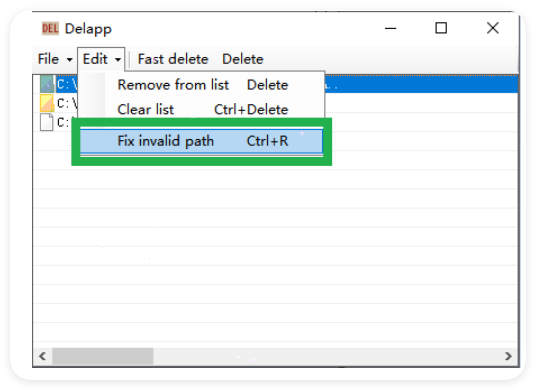 DEL Delapp
File Edit Fast delete Delete
C:\
Remove from list Delete
C:\
Clear list Ctrl+Delete
C:
Fix invalid path Ctrl+R